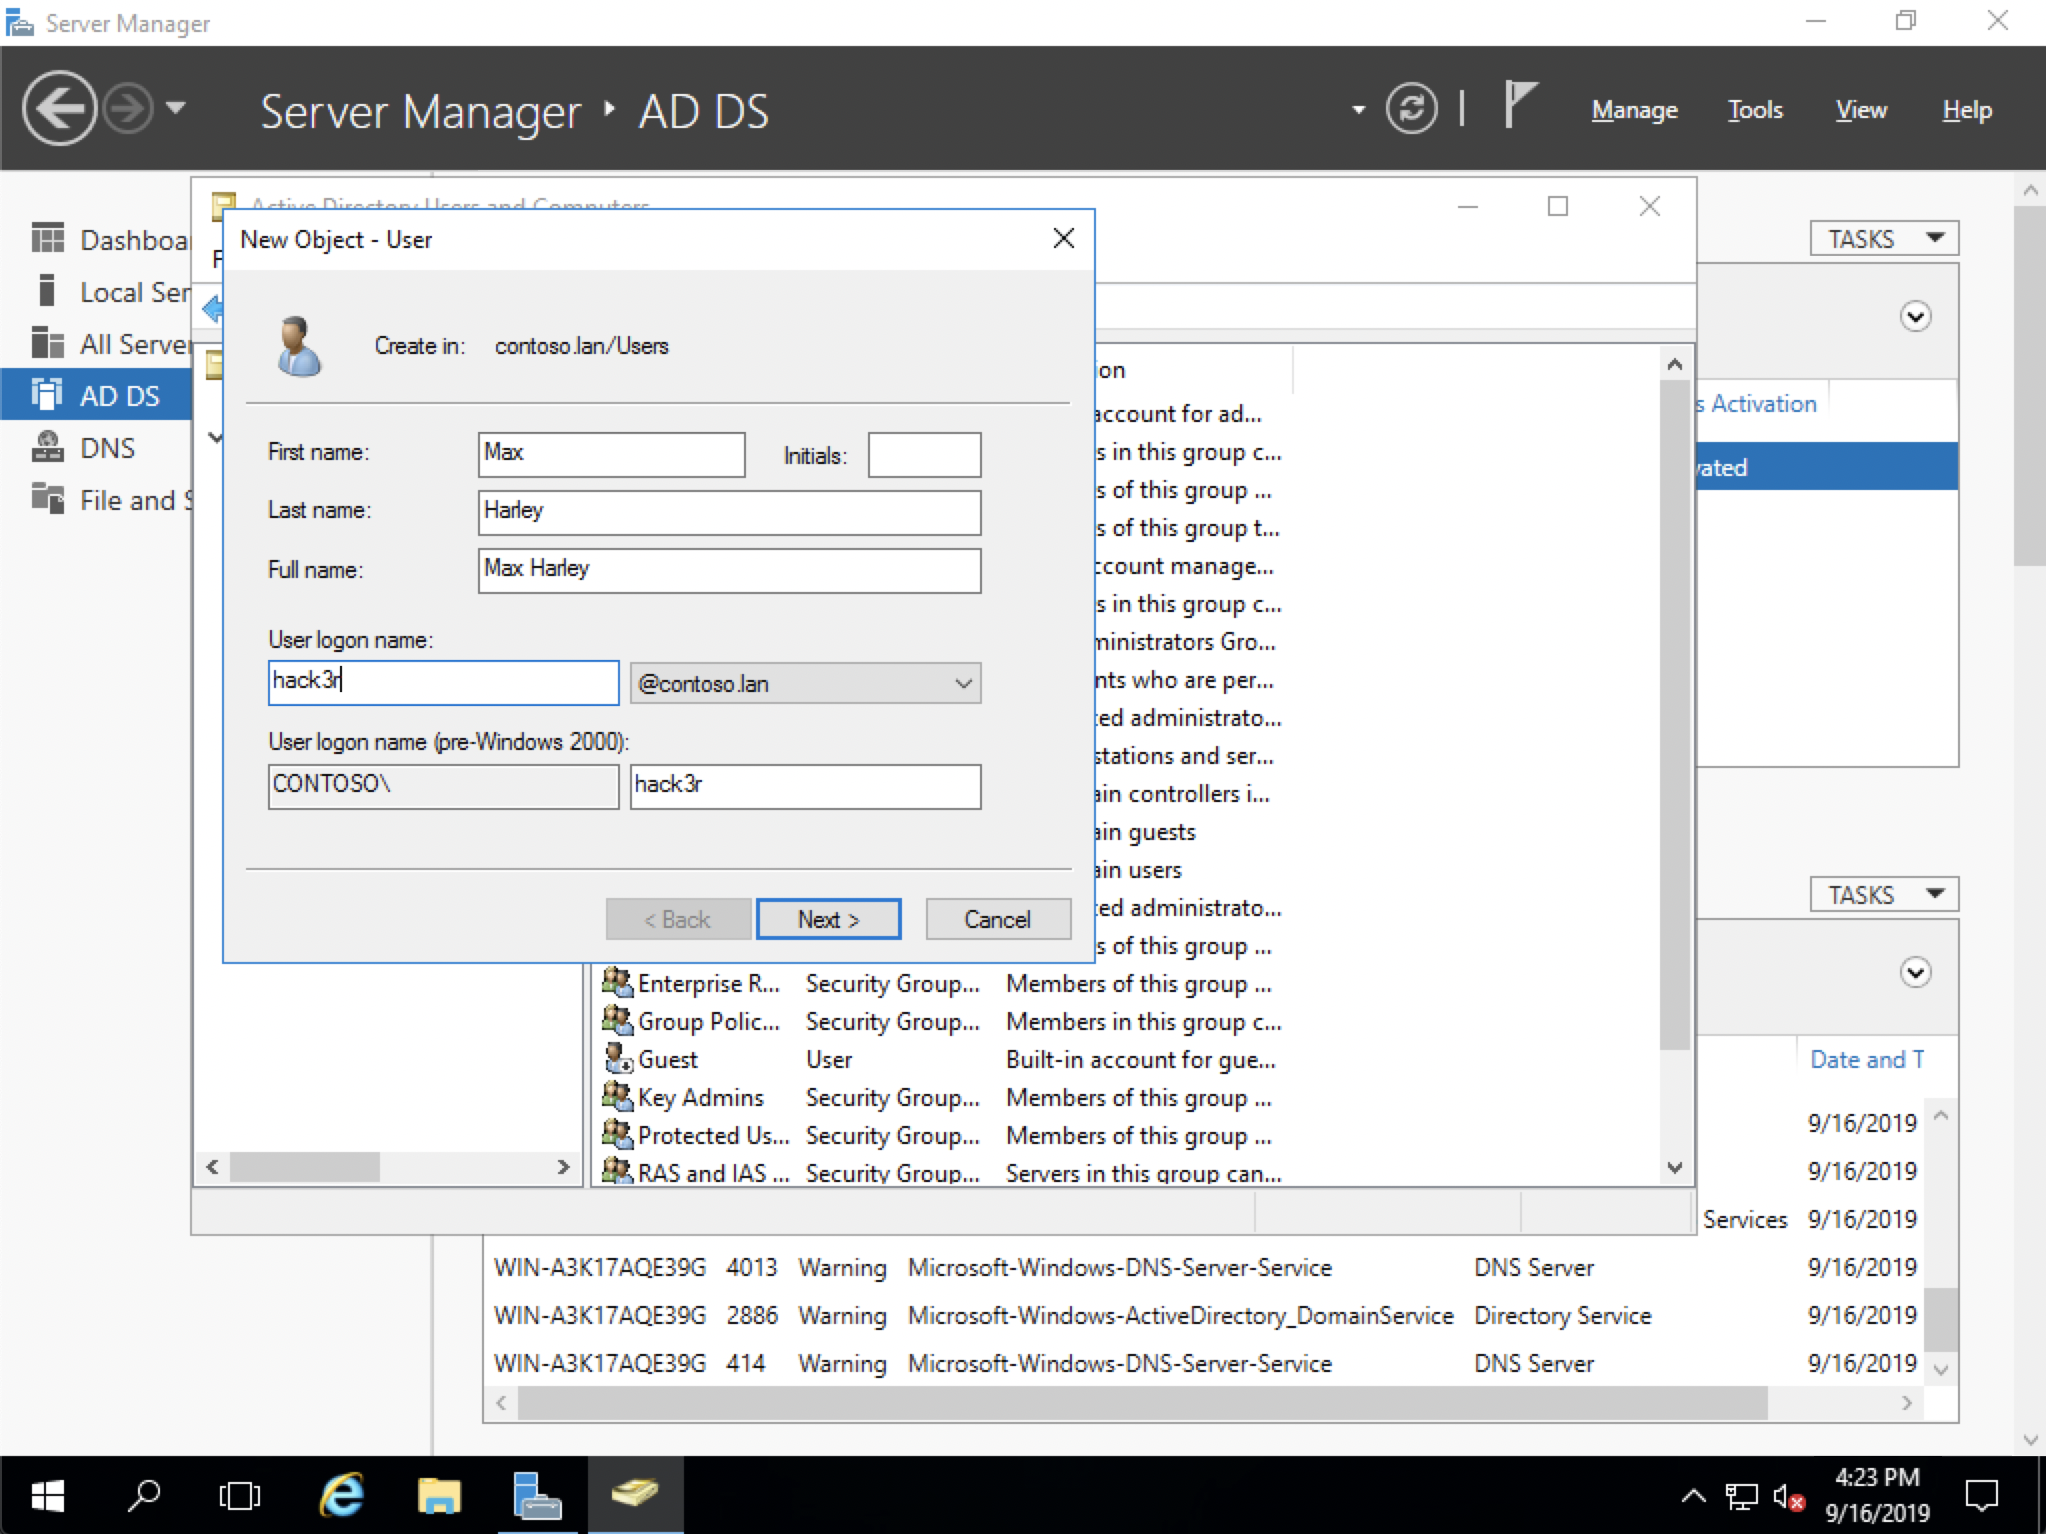 Server Manager
Server Manager ‣ AD DS
Manage Tools View Help
Dashboa
Local Ser
All Server
AD DS
DNS
File and S
TASKS
s Activation
vated
TASKS
Date and T
Active Directory Users and Computers
New Object - User
Create in: contoso.lan/Users
First name: Max Initials:
Last name: Harley
Full name: Max Harley
User logon name:
hack3r @contoso.lan
User logon name (pre-Windows 2000):
CONTOSO\ hack3r
< Back Next > Cancel
ion
account for ad...
s in this group c...
s of this group ...
s of this group t...
ccount manage...
s in this group c...
ministrators Gro...
nts who are per...
ted administrato...
stations and ser...
ain controllers i...
ain guests
ain users
ted administrato...
s of this group ...
Enterprise R... Security Group... Members of this group ...
Group Polic... Security Group... Members in this group c...
Guest User Built-in account for gue...
Key Admins Security Group... Members of this group ...
Protected Us... Security Group... Members of this group ...
RAS and IAS ... Security Group... Servers in this group can...
9/16/2019
9/16/2019
Services 9/16/2019
WIN-A3K17AQE39G 4013 Warning Microsoft-Windows-DNS-Server-Service DNS Server 9/16/2019
WIN-A3K17AQE39G 2886 Warning Microsoft-Windows-ActiveDirectory_DomainService Directory Service 9/16/2019
WIN-A3K17AQE39G 414 Warning Microsoft-Windows-DNS-Server-Service DNS Server 9/16/2019
4:23 PM
9/16/2019